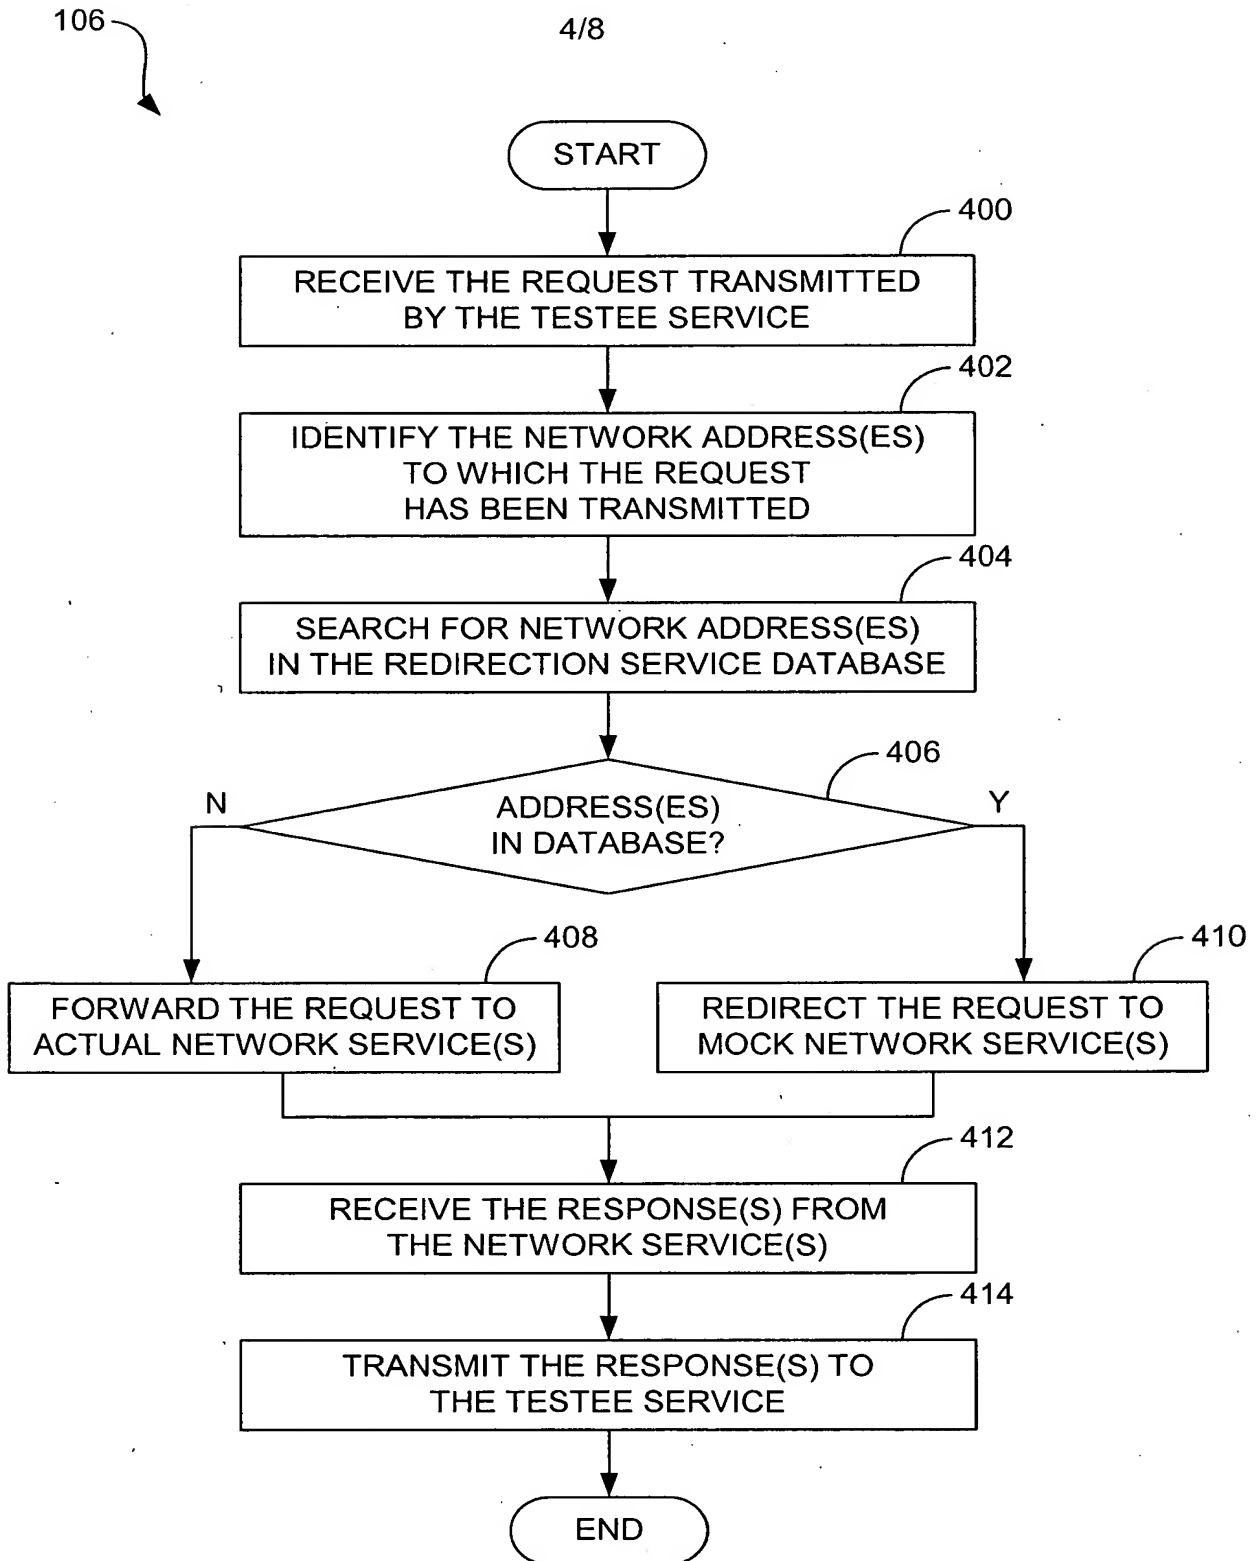 106
4/8
START
400
RECEIVE THE REQUEST TRANSMITTED
BY THE TESTEE SERVICE
402
IDENTIFY THE NETWORK ADDRESS(ES)
TO WHICH THE REQUEST
HAS BEEN TRANSMITTED
404
SEARCH FOR NETWORK ADDRESS(ES)
IN THE REDIRECTION SERVICE DATABASE
406
N
ADDRESS(ES)
IN DATABASE?
Y
408
FORWARD THE REQUEST TO
ACTUAL NETWORK SERVICE(S)
410
REDIRECT THE REQUEST TO
MOCK NETWORK SERVICE(S)
412
RECEIVE THE RESPONSE(S) FROM
THE NETWORK SERVICE(S)
414
TRANSMIT THE RESPONSE(S) TO
THE TESTEE SERVICE
END